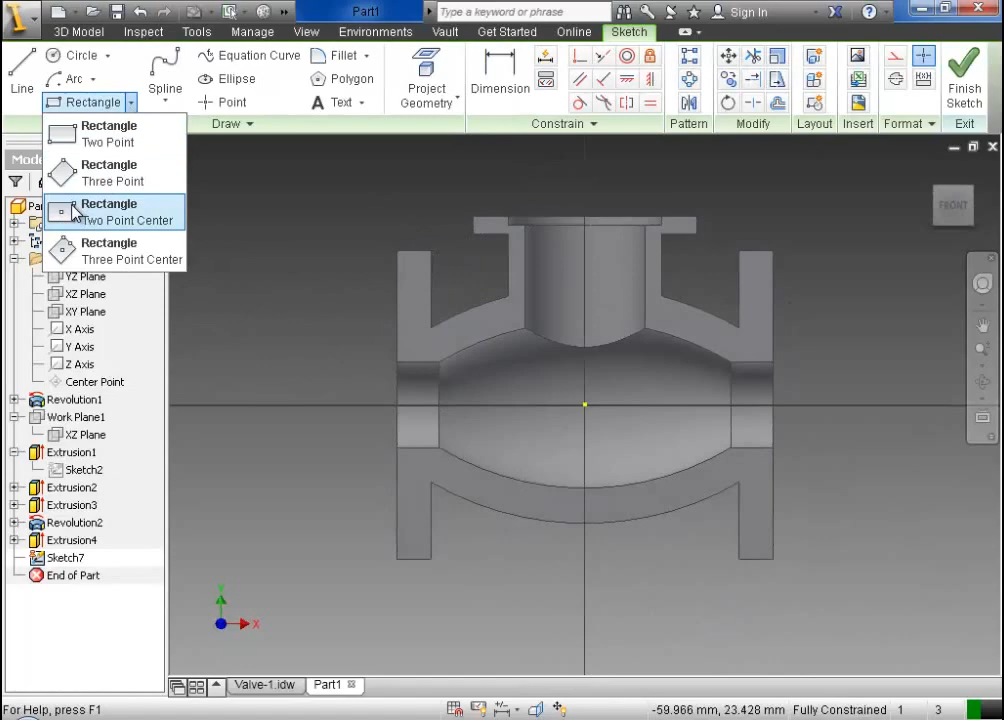 Part1
Type a keyword or phrase
Sign In
3D Model
Inspect
Tools
Manage
View
Environments
Vault
Get Started
Online
Sketch
Line
Circle
Arc
Rectangle
Spline
Equation Curve
Ellipse
Point
Fillet
Polygon
Text
Project
Geometry
Dimension
Finish
Sketch
Draw
Constrain
Pattern
Modify
Layout
Insert
Format
Exit
Rectangle
Two Point
Rectangle
Three Point
Rectangle
Two Point Center
Rectangle
Three Point Center
YZ Plane
XZ Plane
XY Plane
X Axis
Y Axis
Z Axis
Center Point
Revolution1
Work Plane1
XZ Plane
Extrusion1
Sketch2
Extrusion2
Extrusion3
Revolution2
Extrusion4
Sketch7
End of Part
FRONT
Y
X
Valve-1.idw
Part1
For Help, press F1
-59.966 mm, 23.428 mm
Fully Constrained
1
3